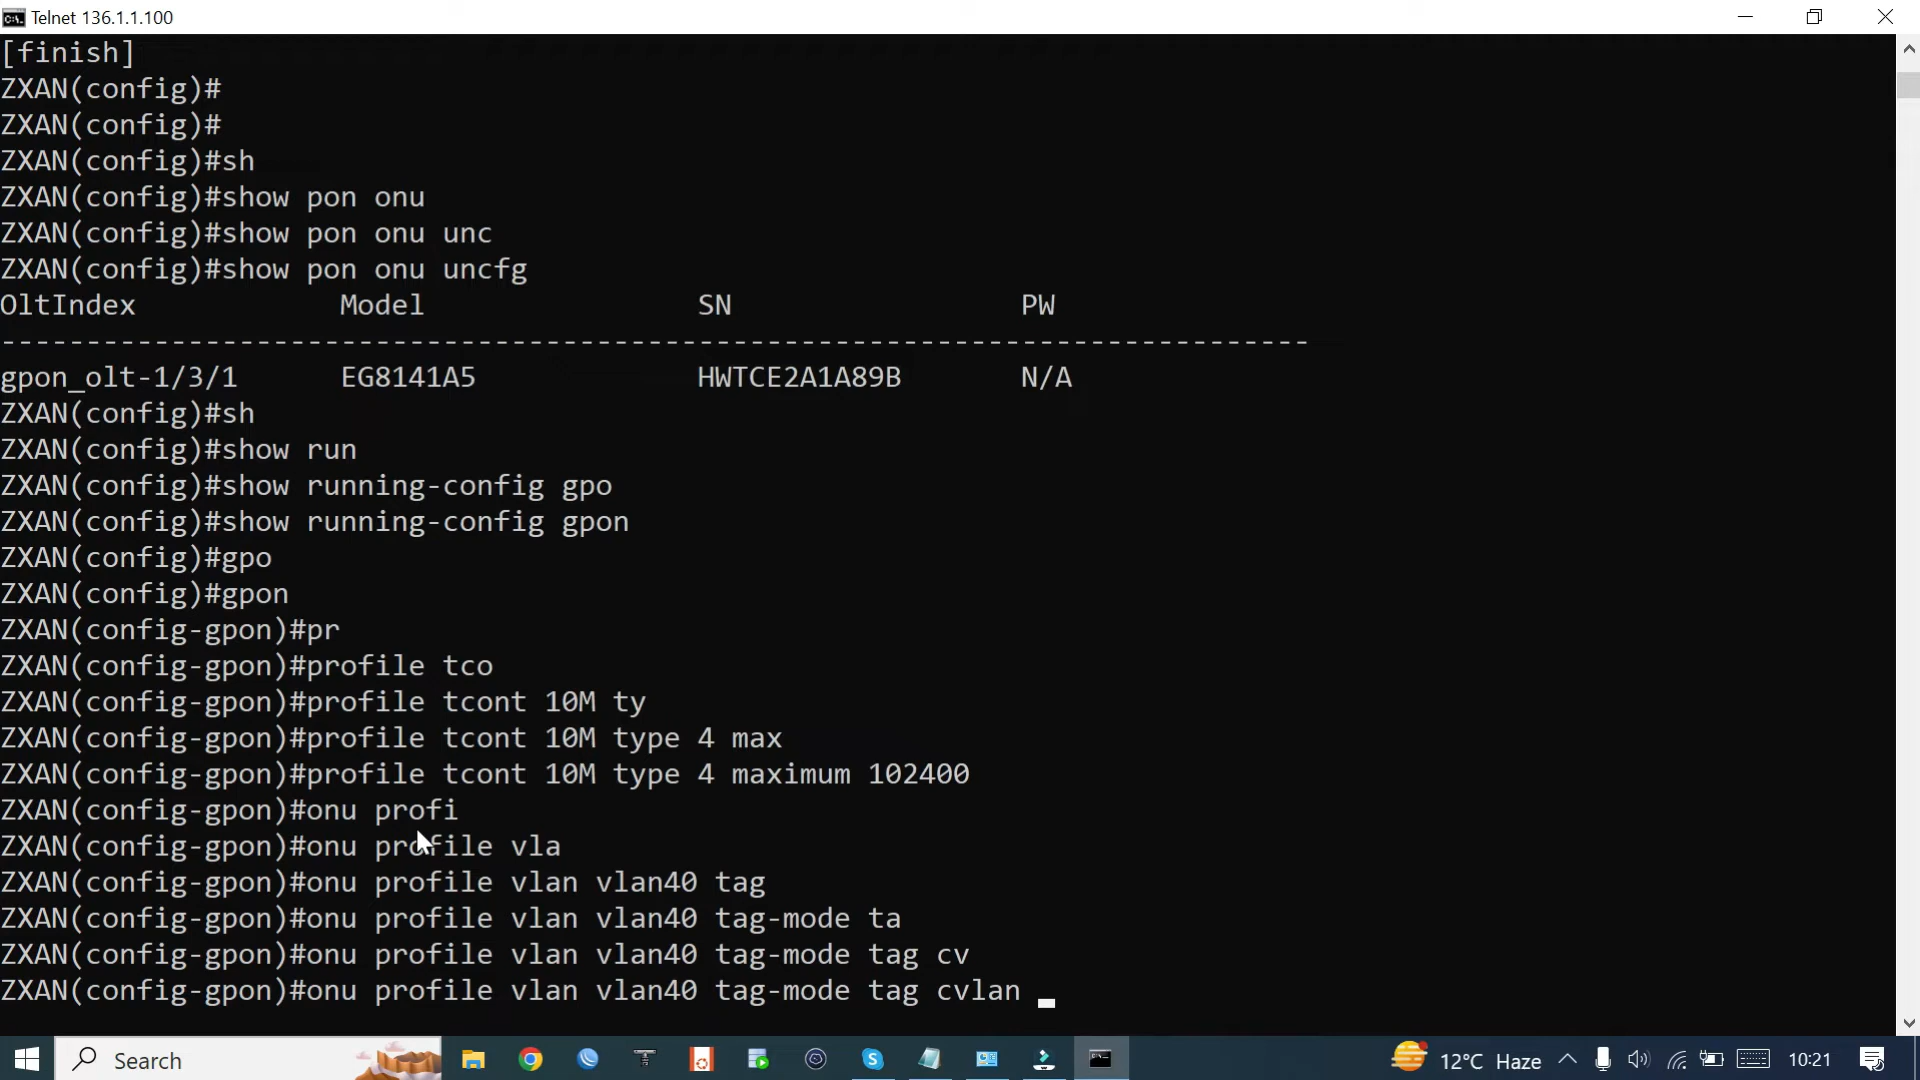 Telnet 136.1.1.100
[finish]
ZXAN(config)#
ZXAN(config)#
ZXAN(config)#sh
ZXAN(config)#show pon onu
ZXAN(config)#show pon onu unc
ZXAN(config)#show pon onu uncfg
OltIndex Model SN PW
-----------------------------------------------------------------------------
gpon_olt-1/3/1 EG8141A5 HWTCE2A1A89B N/A
ZXAN(config)#sh
ZXAN(config)#show run
ZXAN(config)#show running-config gpo
ZXAN(config)#show running-config gpon
ZXAN(config)#gpo
ZXAN(config)#gpon
ZXAN(config-gpon)#pr
ZXAN(config-gpon)#profile tco
ZXAN(config-gpon)#profile tcont 10M ty
ZXAN(config-gpon)#profile tcont 10M type 4 max
ZXAN(config-gpon)#profile tcont 10M type 4 maximum 102400
ZXAN(config-gpon)#onu profi
ZXAN(config-gpon)#onu profile vla
ZXAN(config-gpon)#onu profile vlan vlan40 tag
ZXAN(config-gpon)#onu profile vlan vlan40 tag-mode ta
ZXAN(config-gpon)#onu profile vlan vlan40 tag-mode tag cv
ZXAN(config-gpon)#onu profile vlan vlan40 tag-mode tag cvlan _
Search 12°C Haze 10:21